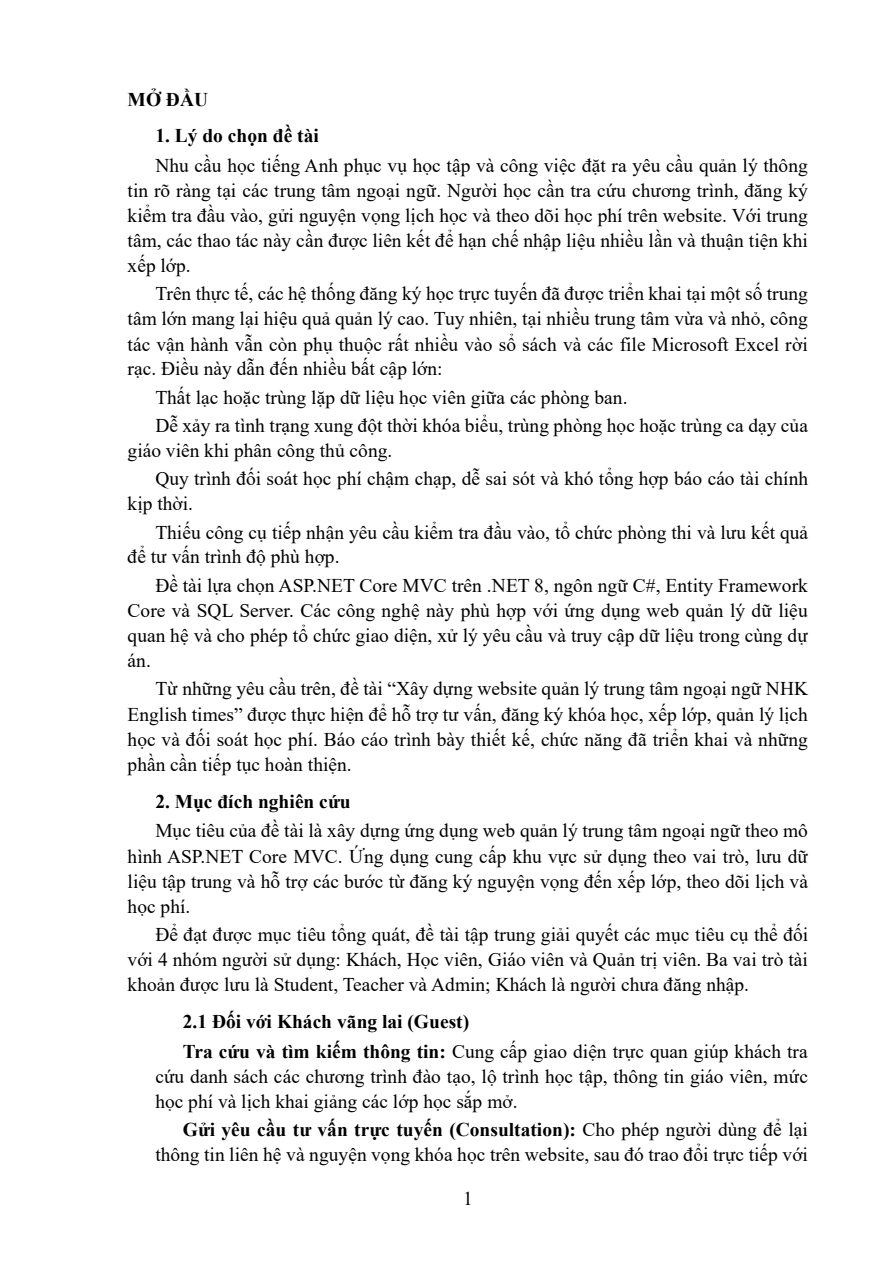 MỞ ĐẦU
1. Lý do chọn đề tài
Nhu cầu học tiếng Anh phục vụ học tập và công việc đặt ra yêu cầu quản lý thông
tin rõ ràng tại các trung tâm ngoại ngữ. Người học cần tra cứu chương trình, đăng ký
kiểm tra đầu vào, gửi nguyện vọng lịch học và theo dõi học phí trên website. Với trung
tâm, các thao tác này cần được liên kết để hạn chế nhập liệu nhiều lần và thuận tiện khi
xếp lớp.
Trên thực tế, các hệ thống đăng ký học trực tuyến đã được triển khai tại một số trung
tâm lớn mang lại hiệu quả quản lý cao. Tuy nhiên, tại nhiều trung tâm vừa và nhỏ, công
tác vận hành vẫn còn phụ thuộc rất nhiều vào sổ sách và các file Microsoft Excel rời
rạc. Điều này dẫn đến nhiều bất cập lớn:
Thất lạc hoặc trùng lặp dữ liệu học viên giữa các phòng ban.
Dễ xảy ra tình trạng xung đột thời khóa biểu, trùng phòng học hoặc trùng ca dạy của
giáo viên khi phân công thủ công.
Quy trình đối soát học phí chậm chạp, dễ sai sót và khó tổng hợp báo cáo tài chính
kịp thời.
Thiếu công cụ tiếp nhận yêu cầu kiểm tra đầu vào, tổ chức phòng thi và lưu kết quả
để tư vấn trình độ phù hợp.
Đề tài lựa chọn ASP.NET Core MVC trên .NET 8, ngôn ngữ C#, Entity Framework
Core và SQL Server. Các công nghệ này phù hợp với ứng dụng web quản lý dữ liệu
quan hệ và cho phép tổ chức giao diện, xử lý yêu cầu và truy cập dữ liệu trong cùng dự
án.
Từ những yêu cầu trên, đề tài “Xây dựng website quản lý trung tâm ngoại ngữ NHK
English times” được thực hiện để hỗ trợ tư vấn, đăng ký khóa học, xếp lớp, quản lý lịch
học và đối soát học phí. Báo cáo trình bày thiết kế, chức năng đã triển khai và những
phần cần tiếp tục hoàn thiện.
2. Mục đích nghiên cứu
Mục tiêu của đề tài là xây dựng ứng dụng web quản lý trung tâm ngoại ngữ theo mô
hình ASP.NET Core MVC. Ứng dụng cung cấp khu vực sử dụng theo vai trò, lưu dữ
liệu tập trung và hỗ trợ các bước từ đăng ký nguyện vọng đến xếp lớp, theo dõi lịch và
học phí.
Để đạt được mục tiêu tổng quát, đề tài tập trung giải quyết các mục tiêu cụ thể đối
với 4 nhóm người sử dụng: Khách, Học viên, Giáo viên và Quản trị viên. Ba vai trò tài
khoản được lưu là Student, Teacher và Admin; Khách là người chưa đăng nhập.
2.1 Đối với Khách vãng lai (Guest)
Tra cứu và tìm kiếm thông tin: Cung cấp giao diện trực quan giúp khách tra
cứu danh sách các chương trình đào tạo, lộ trình học tập, thông tin giáo viên, mức
học phí và lịch khai giảng các lớp học sắp mở.
Gửi yêu cầu tư vấn trực tuyến (Consultation): Cho phép người dùng để lại
thông tin liên hệ và nguyện vọng khóa học trên website, sau đó trao đổi trực tiếp với
1